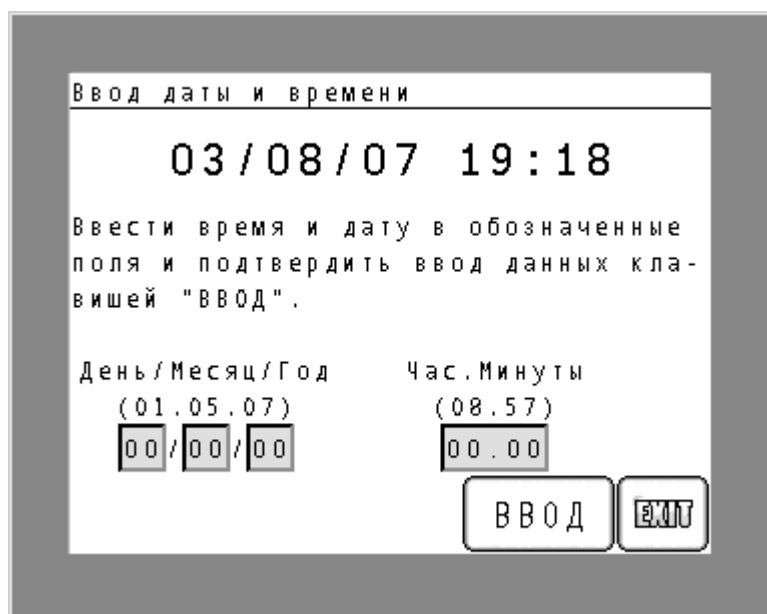 Ввод даты и времени
03/08/07 19:18
Ввести время и дату в обозначенные
поля и подтвердить ввод данных кла-
вишей "ВВОД".
День/Месяц/Год Час.Минуты
(01.05.07) (08.57)
00/00/00 00.00
ВВОД EXIT